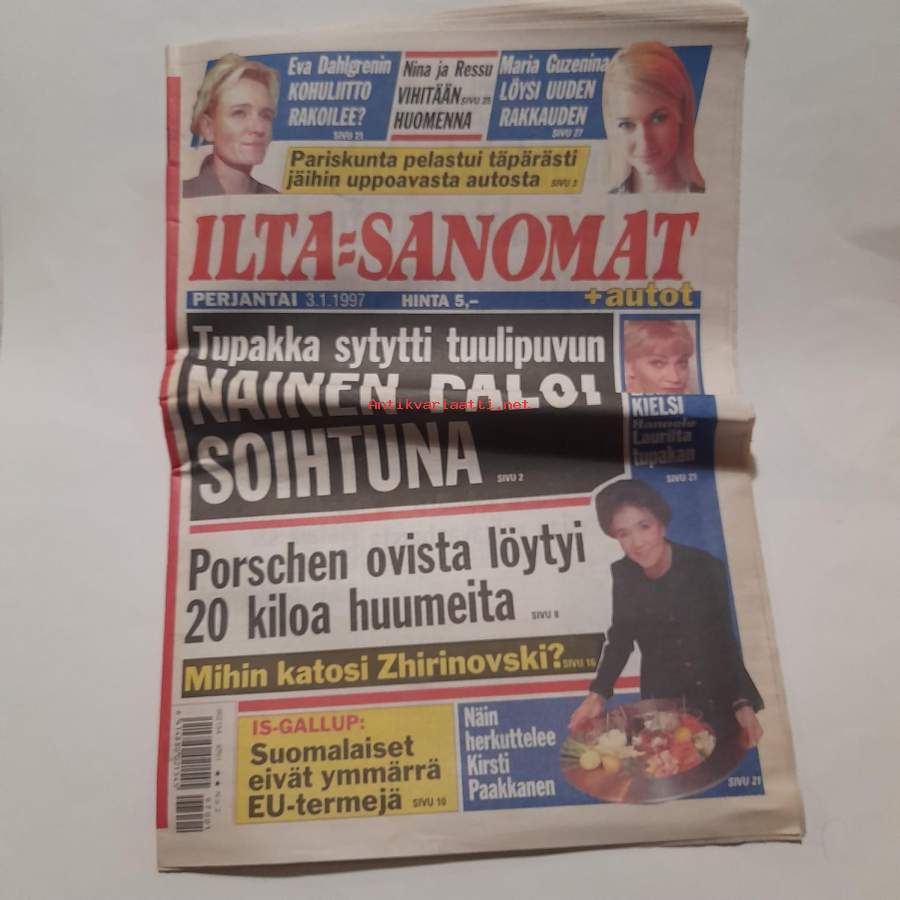 Eva Dahlgrenin
KOHULIITTO
RAKOILEE?
SIVU 21
Nina ja Ressu
VIHITÄÄN SIVU 25
HUOMENNA
Maria Guzenina
LÖYSI UUDEN
RAKKAUDEN
SIVU 27
Pariskunta pelastui täpärästi
jäihin uppoavasta autosta SIVU 5
ILTA=SANOMAT
+autot
PERJANTAI 3.1.1997 HINTA 5,–
Tupakka sytytti tuulipuvun
NAINEN PALOI
SOIHTUNA SIVU 2
Antikvariaatti.net
KIELSI
Hannele
Laurilta
tupakan
SIVU 21
Porschen ovista löytyi
20 kiloa huumeita SIVU 8
Mihin katosi Zhirinovski? SIVU 16
IS-GALLUP:
Suomalaiset
eivät ymmärrä
EU-termejä SIVU 10
Näin
herkuttelee
Kirsti
Paakkanen
SIVU 21